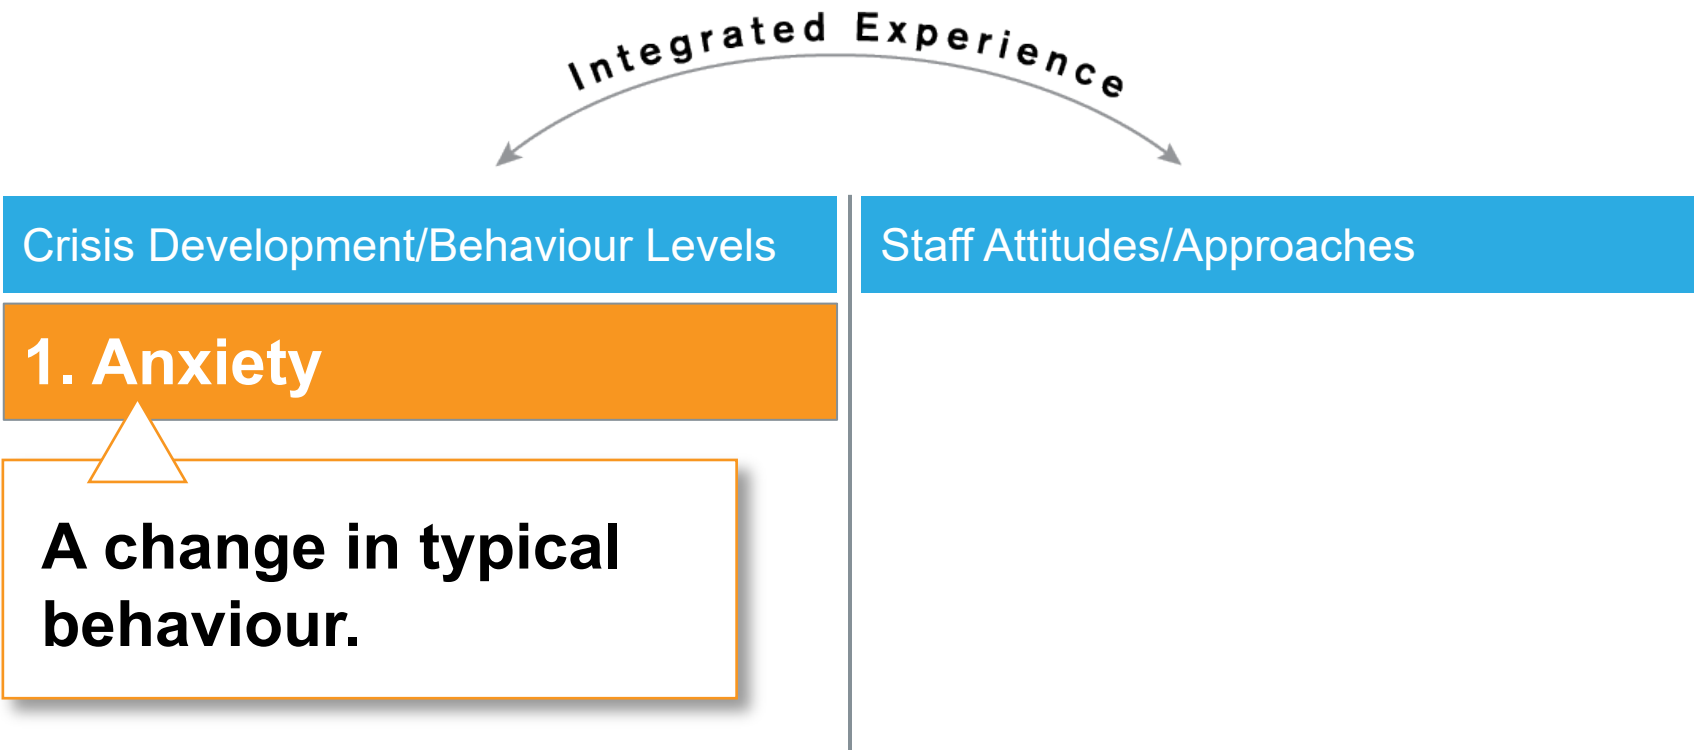 Integrated Experience
Crisis Development/Behaviour Levels
Staff Attitudes/Approaches
1. Anxiety
A change in typical
behaviour.